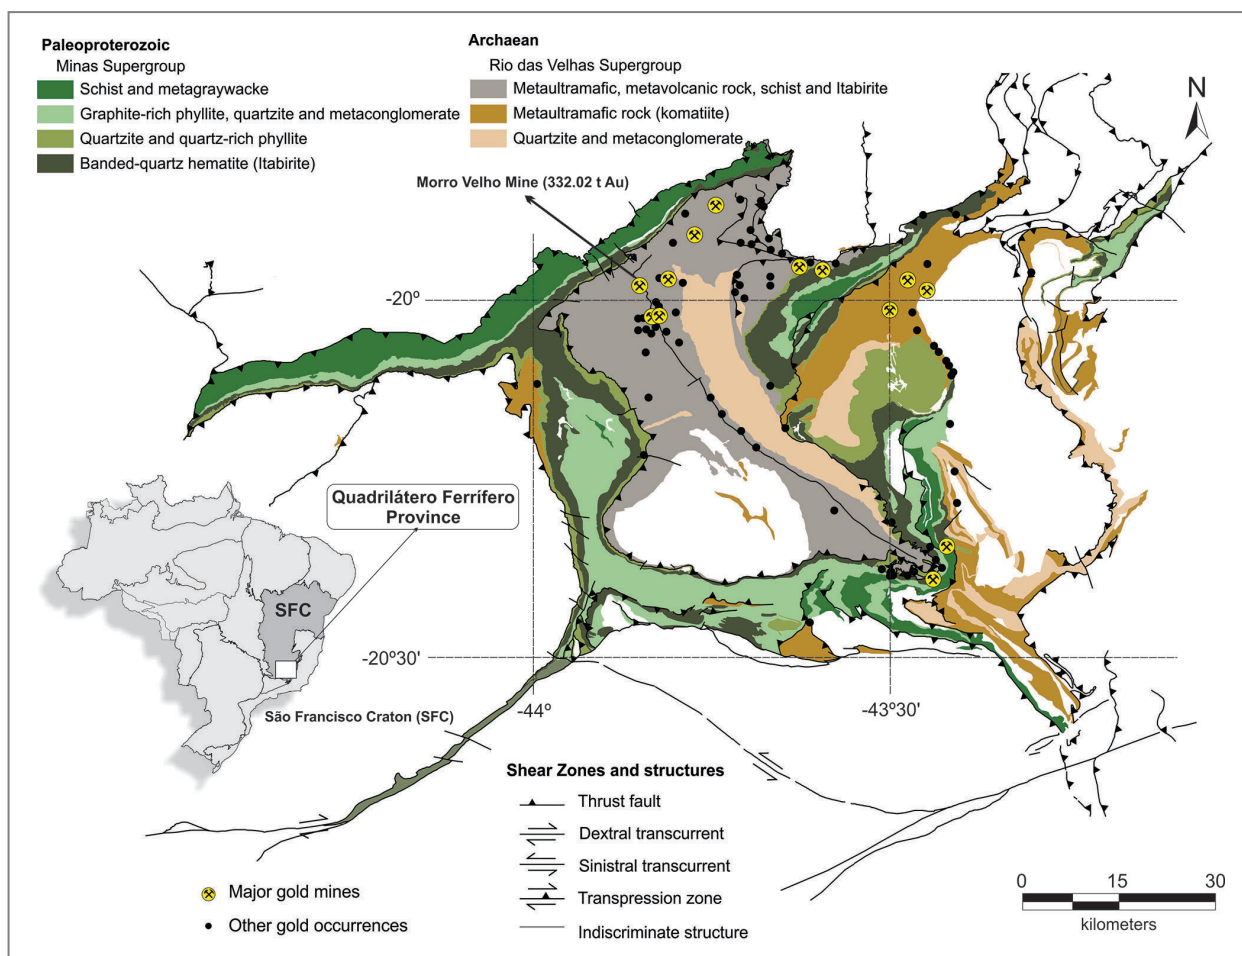 Paleoproterozoic
Minas Supergroup
Schist and metagraywacke
Graphite-rich phyllite, quartzite and metaconglomerate
Quartzite and quartz-rich phyllite
Banded-quartz hematite (Itabirite)
Archaean
Rio das Velhas Supergroup
Metaultramafic, metavolcanic rock, schist and Itabirite
Metaultramafic rock (komatiite)
Quartzite and metaconglomerate
N
Morro Velho Mine (332.02 t Au)
-20º
Quadrilátero Ferrífero
Province
SFC
-20º30'
São Francisco Craton (SFC)
-44º
-43º30'
Shear Zones and structures
Thrust fault
Dextral transcurrent
Sinistral transcurrent
Transpression zone
Indiscriminate structure
Major gold mines
Other gold occurrences
0 15 30
kilometers